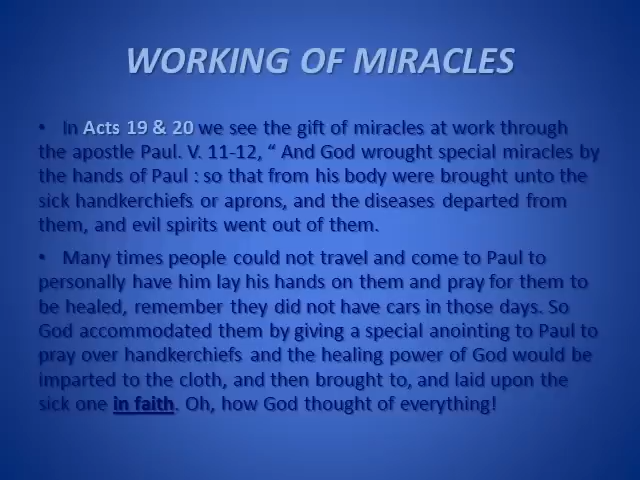 WORKING OF MIRACLES
• In Acts 19 & 20 we see the gift of miracles at work through
the apostle Paul. V. 11-12, “ And God wrought special miracles by
the hands of Paul : so that from his body were brought unto the
sick handkerchiefs or aprons, and the diseases departed from
them, and evil spirits went out of them.
• Many times people could not travel and come to Paul to
personally have him lay his hands on them and pray for them to
be healed, remember they did not have cars in those days. So
God accommodated them by giving a special anointing to Paul to
pray over handkerchiefs and the healing power of God would be
imparted to the cloth, and then brought to, and laid upon the
sick one in faith. Oh, how God thought of everything!